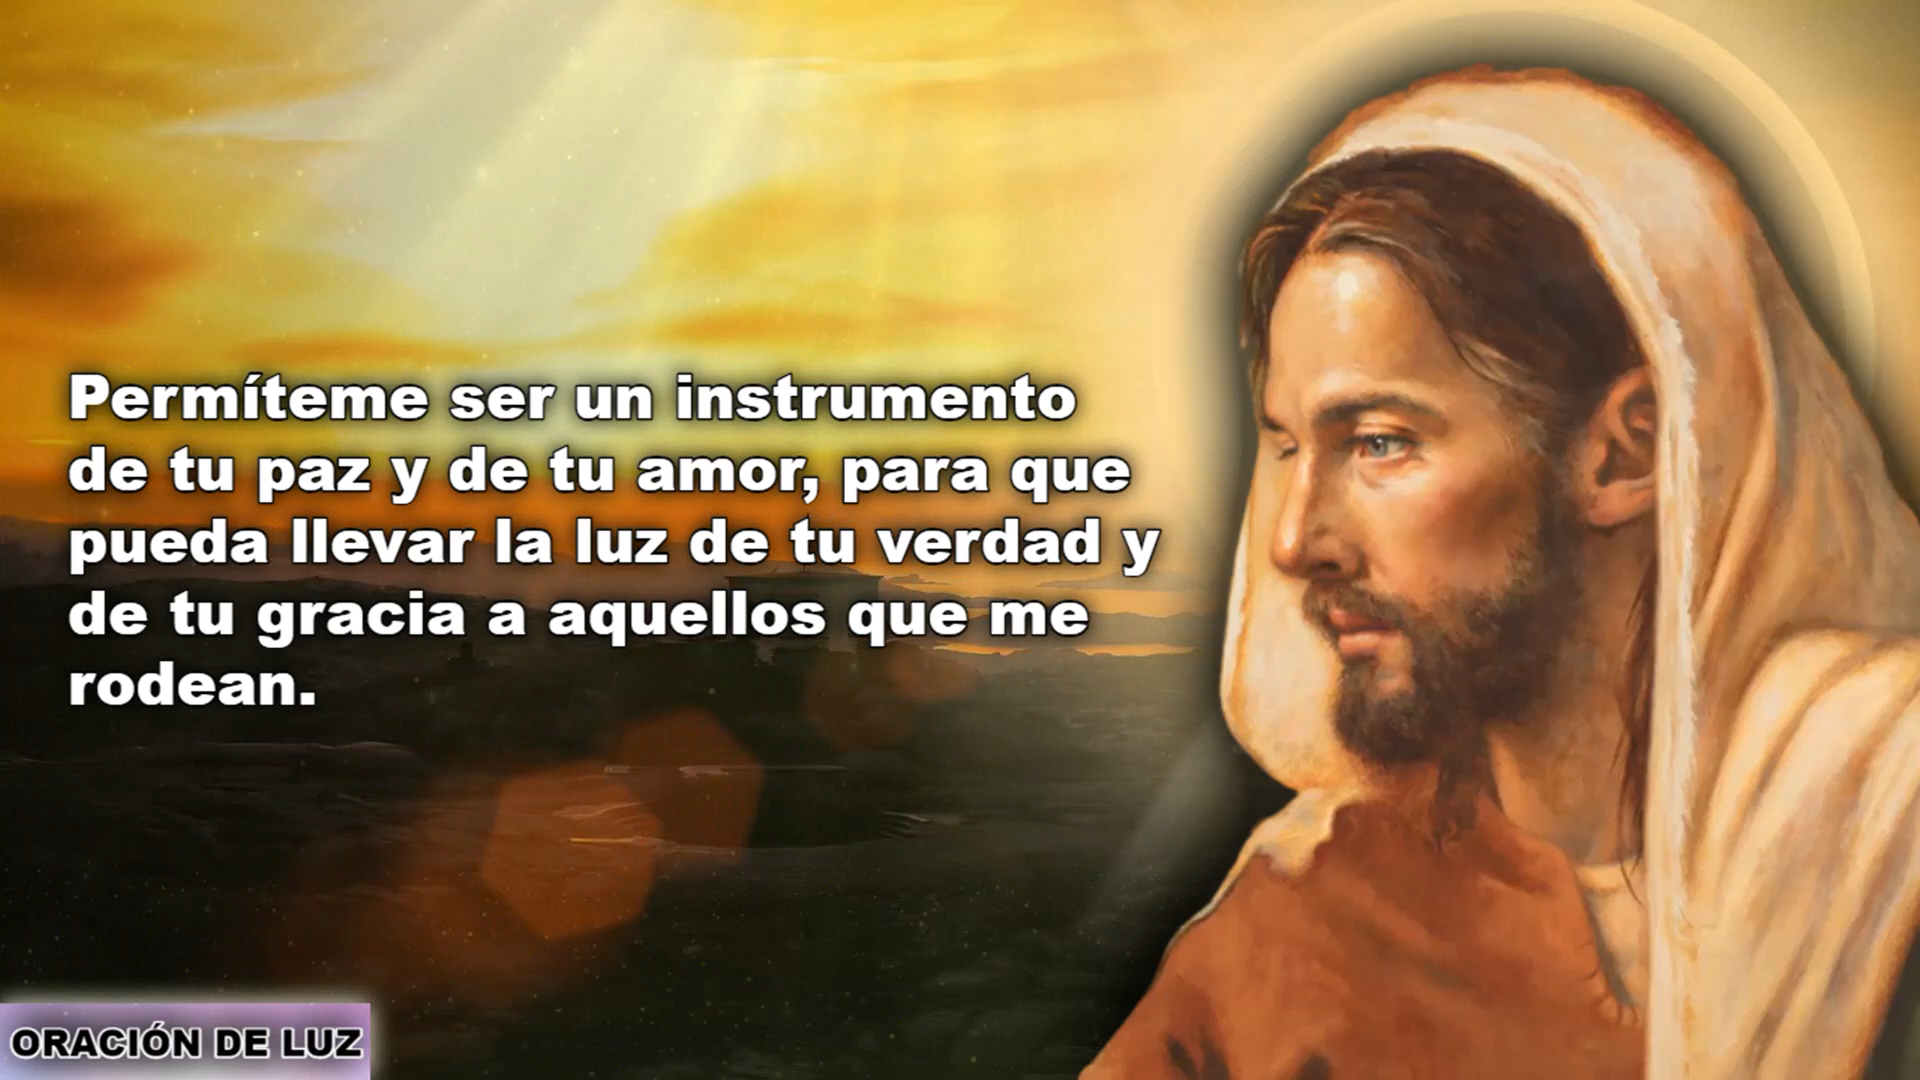 Permíteme ser un instrumento
de tu paz y de tu amor, para que
pueda llevar la luz de tu verdad y
de tu gracia a aquellos que me
rodean.
ORACIÓN DE LUZ